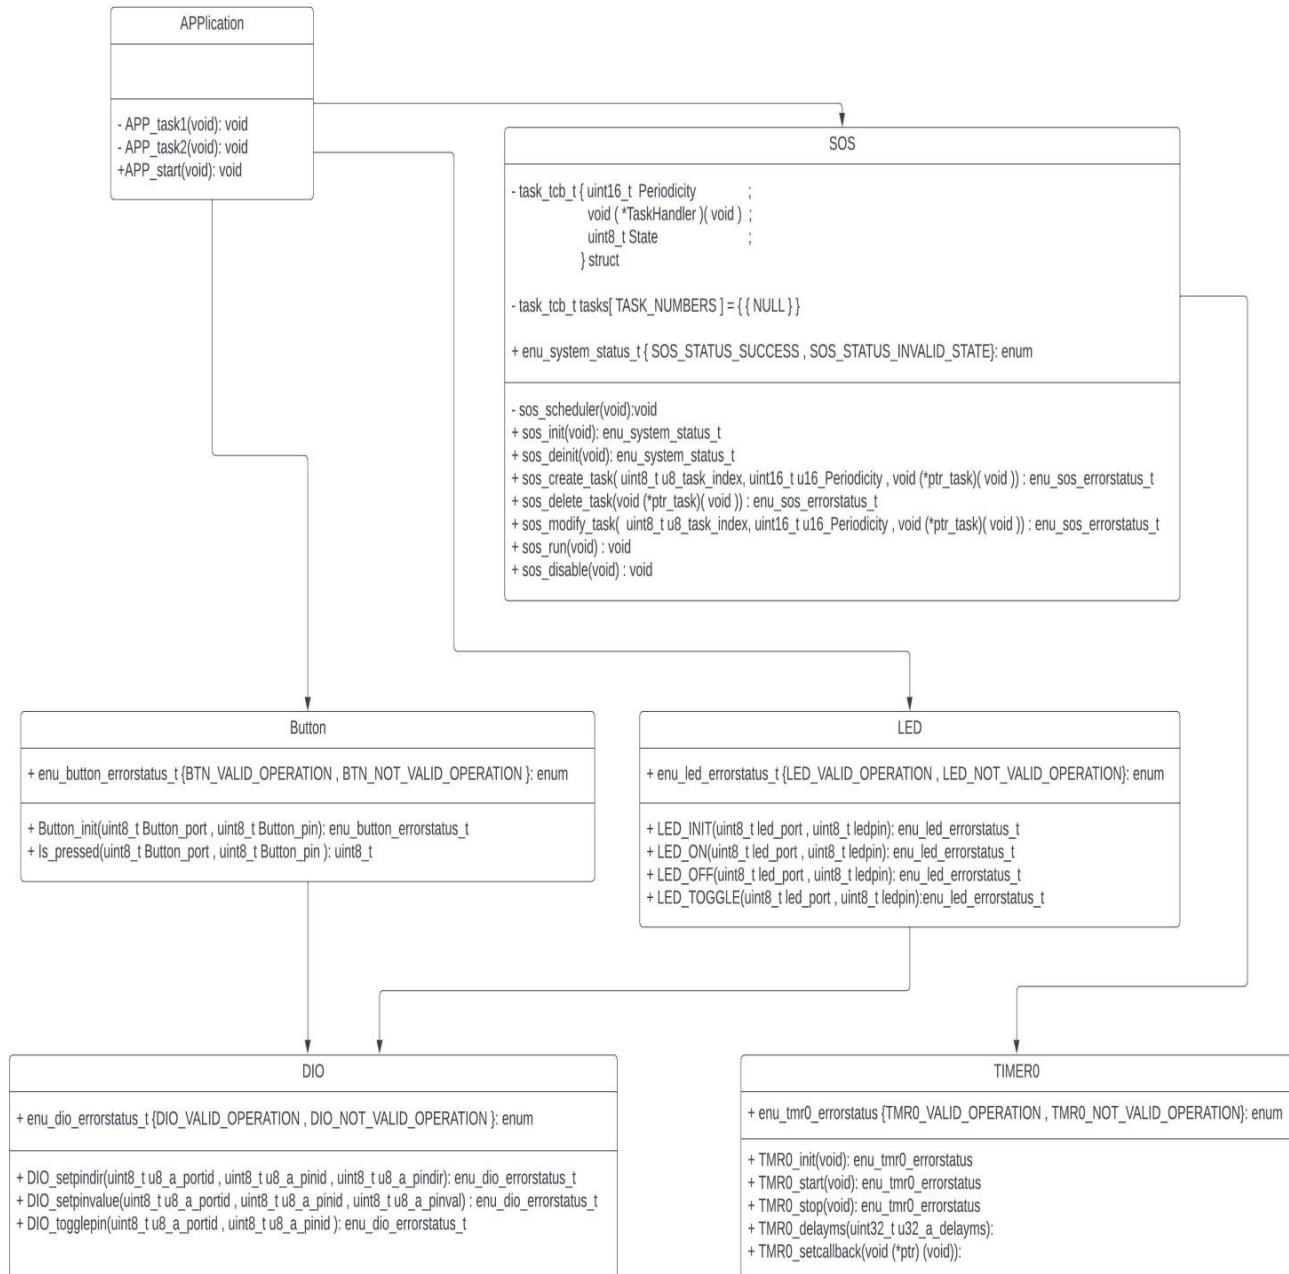 APPlication
- APP_task1(void): void
- APP_task2(void): void
+APP_start(void): void
SOS
- task_tcb_t { uint16_t Periodicity ;
void ( *TaskHandler )( void ) ;
uint8_t State ;
} struct
- task_tcb_t tasks[ TASK_NUMBERS ] = { { NULL } }
+ enu_system_status_t { SOS_STATUS_SUCCESS , SOS_STATUS_INVALID_STATE}: enum
- sos_scheduler(void):void
+ sos_init(void): enu_system_status_t
+ sos_deinit(void): enu_system_status_t
+ sos_create_task( uint8_t u8_task_index, uint16_t u16_Periodicity , void (*ptr_task)( void )) : enu_sos_errorstatus_t
+ sos_delete_task(void (*ptr_task)( void )) : enu_sos_errorstatus_t
+ sos_modify_task( uint8_t u8_task_index, uint16_t u16_Periodicity , void (*ptr_task)( void )) : enu_sos_errorstatus_t
+ sos_run(void) : void
+ sos_disable(void) : void
Button
+ enu_button_errorstatus_t {BTN_VALID_OPERATION , BTN_NOT_VALID_OPERATION }: enum
+ Button_init(uint8_t Button_port , uint8_t Button_pin): enu_button_errorstatus_t
+ Is_pressed(uint8_t Button_port , uint8_t Button_pin ): uint8_t
LED
+ enu_led_errorstatus_t {LED_VALID_OPERATION , LED_NOT_VALID_OPERATION}: enum
+ LED_INIT(uint8_t led_port , uint8_t ledpin): enu_led_errorstatus_t
+ LED_ON(uint8_t led_port , uint8_t ledpin): enu_led_errorstatus_t
+ LED_OFF(uint8_t led_port , uint8_t ledpin): enu_led_errorstatus_t
+ LED_TOGGLE(uint8_t led_port , uint8_t ledpin):enu_led_errorstatus_t
DIO
+ enu_dio_errorstatus_t {DIO_VALID_OPERATION , DIO_NOT_VALID_OPERATION }: enum
+ DIO_setpindir(uint8_t u8_a_portid , uint8_t u8_a_pinid , uint8_t u8_a_pindir): enu_dio_errorstatus_t
+ DIO_setpinvalue(uint8_t u8_a_portid , uint8_t u8_a_pinid , uint8_t u8_a_pinval) : enu_dio_errorstatus_t
+ DIO_togglepin(uint8_t u8_a_portid , uint8_t u8_a_pinid ): enu_dio_errorstatus_t
TIMER0
+ enu_tmr0_errorstatus {TMR0_VALID_OPERATION , TMR0_NOT_VALID_OPERATION}: enum
+ TMR0_init(void): enu_tmr0_errorstatus
+ TMR0_start(void): enu_tmr0_errorstatus
+ TMR0_stop(void): enu_tmr0_errorstatus
+ TMR0_delayms(uint32_t u32_a_delayms):
+ TMR0_setcallback(void (*ptr) (void)):